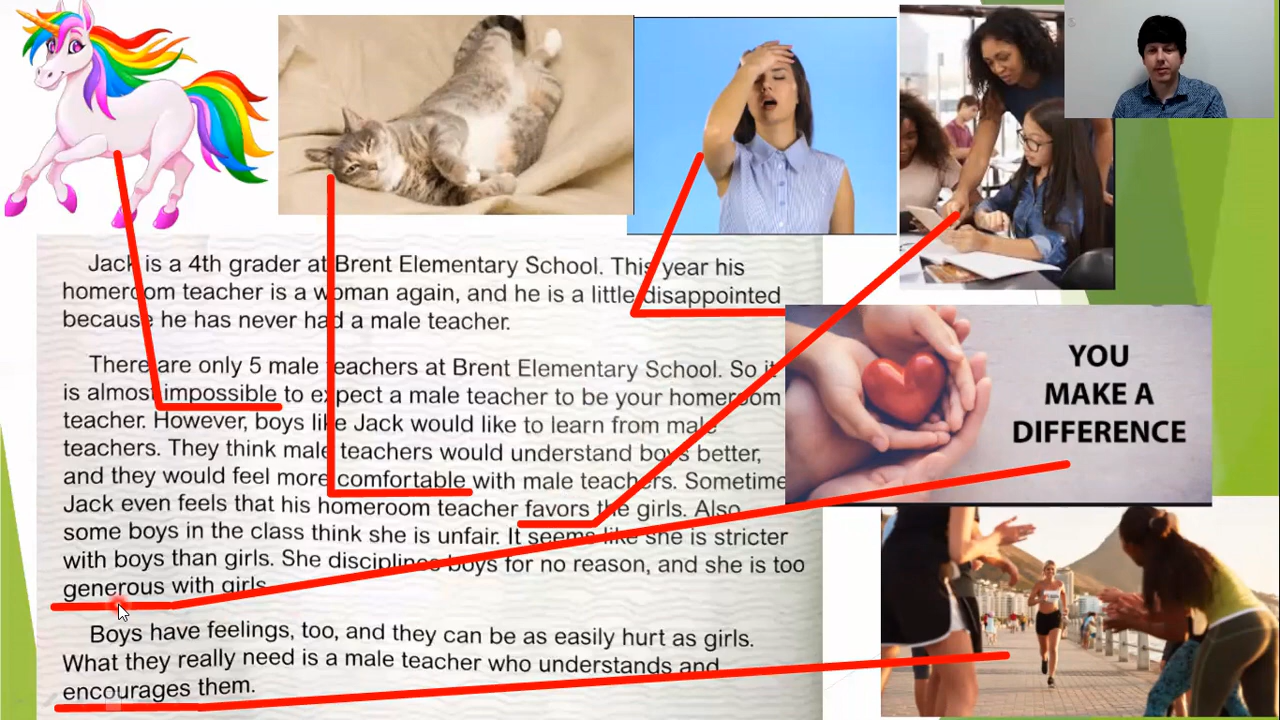 Jack is a 4th grader at Brent Elementary School. This year his
homeroom teacher is a woman again, and he is a little disappointed
because he has never had a male teacher.
There are only 5 male teachers at Brent Elementary School. So it
is almost impossible to expect a male teacher to be your homeroom
teacher. However, boys like Jack would like to learn from male
teachers. They think male teachers would understand boys better,
and they would feel more comfortable with male teachers. Sometime
Jack even feels that his homeroom teacher favors the girls. Also
some boys in the class think she is unfair. It seems like she is stricter
with boys than girls. She disciplines boys for no reason, and she is too
generous with girls.
Boys have feelings, too, and they can be as easily hurt as girls.
What they really need is a male teacher who understands and
encourages them.
YOU
MAKE A
DIFFERENCE